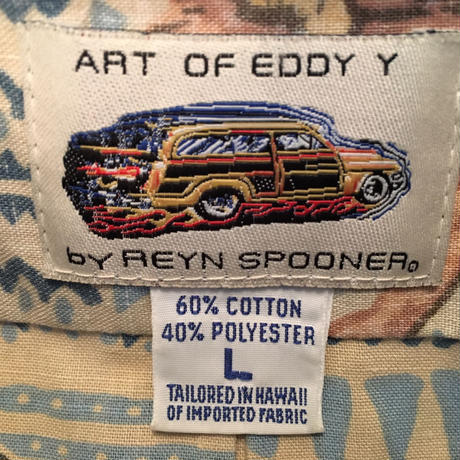 ART OF EDDY Y
by REYN SPOONER®
60% COTTON
40% POLYESTER
L
TAILORED IN HAWAII
OF IMPORTED FABRIC